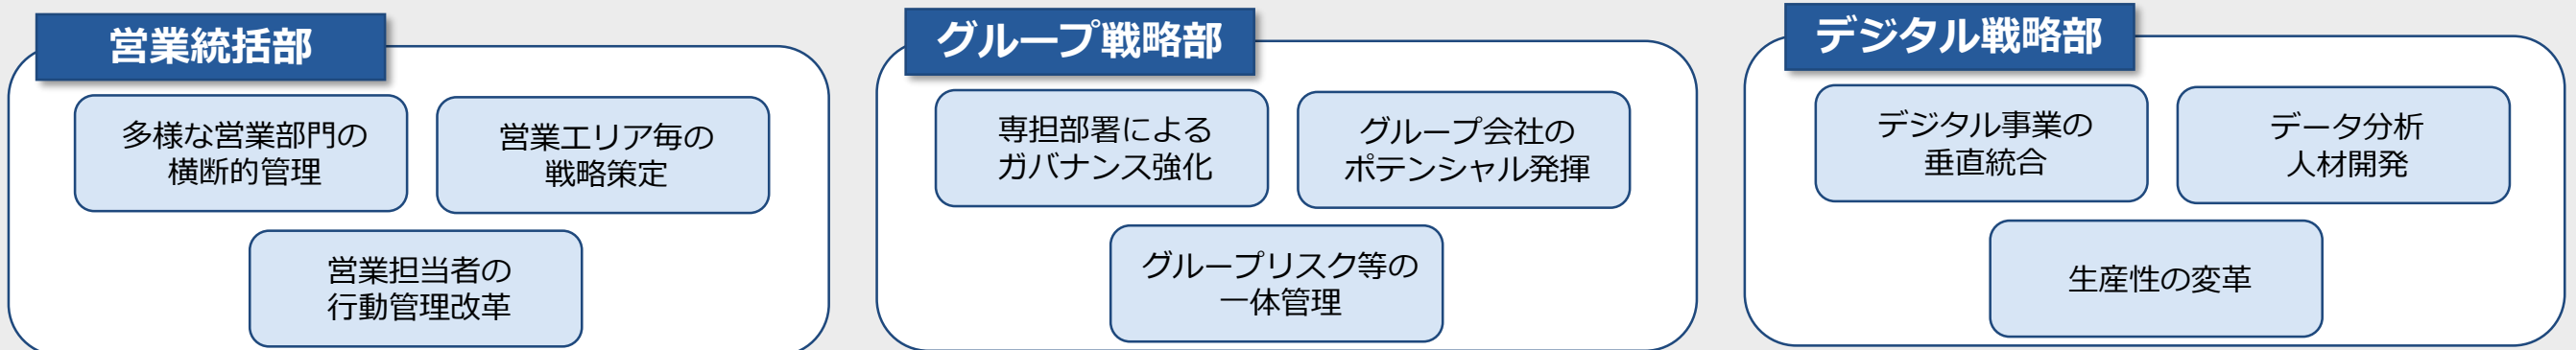 営業統括部
多様な営業部門の
横断的管理
営業エリア毎の
戦略策定
営業担当者の
行動管理改革
グループ戦略部
専担部署による
ガバナンス強化
グループ会社の
ポテンシャル発揮
グループリスク等の
一体管理
デジタル戦略部
デジタル事業の
垂直統合
データ分析
人材開発
生産性の変革